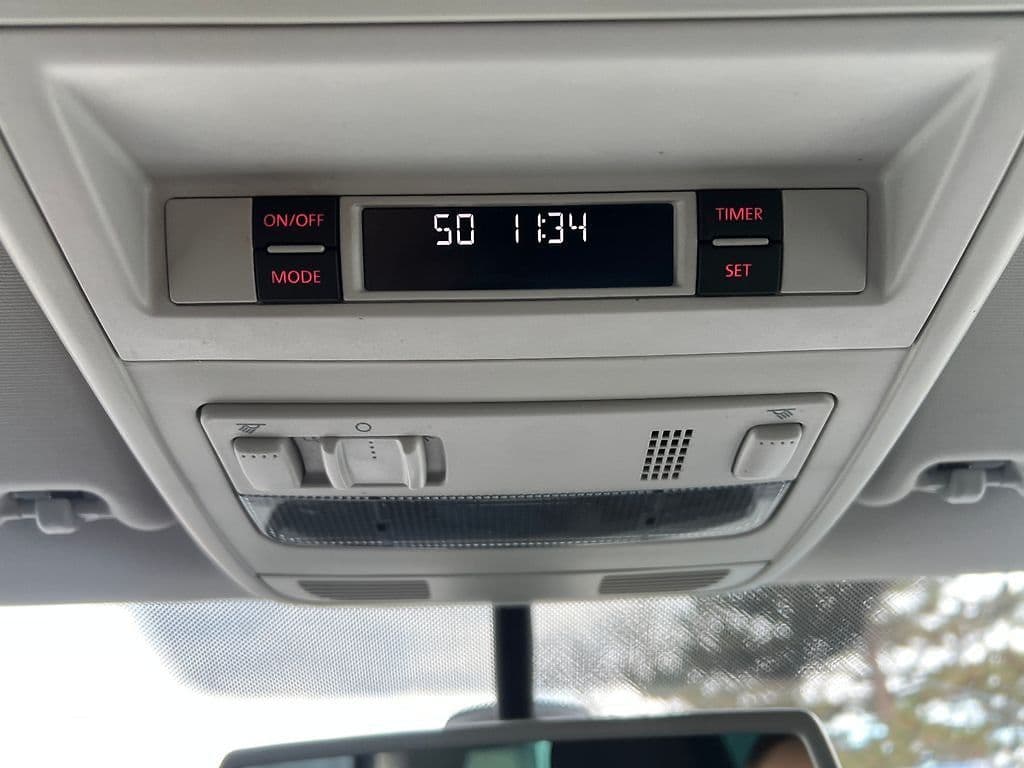 ON/OFF
MODE
SO 11:34
TIMER
SET